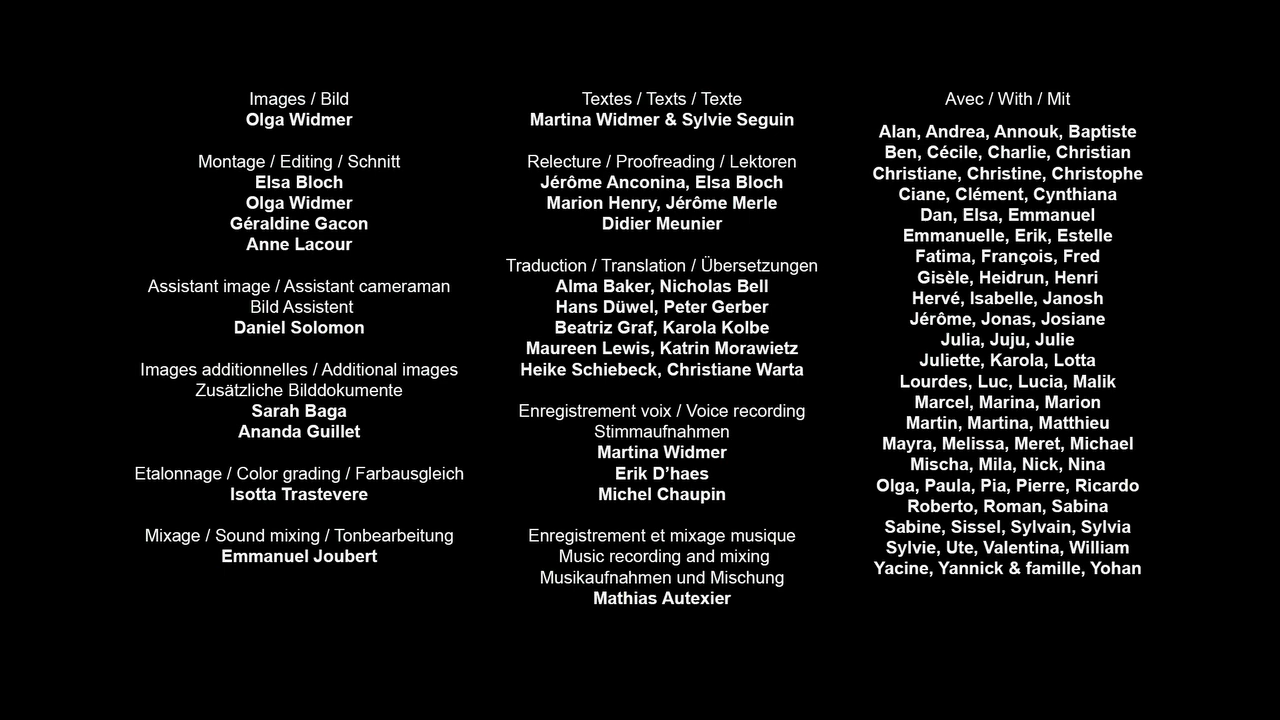 Images / Bild
Olga Widmer
Montage / Editing / Schnitt
Elsa Bloch
Olga Widmer
Géraldine Gacon
Anne Lacour
Assistant image / Assistant cameraman
Bild Assistent
Daniel Solomon
Images additionnelles / Additional images
Zusätzliche Bilddokumente
Sarah Baga
Ananda Guillet
Etalonnage / Color grading / Farbausgleich
Isotta Trastevere
Mixage / Sound mixing / Tonbearbeitung
Emmanuel Joubert
Textes / Texts / Texte
Martina Widmer & Sylvie Seguin
Relecture / Proofreading / Lektoren
Jérôme Anconina, Elsa Bloch
Marion Henry, Jérôme Merle
Didier Meunier
Traduction / Translation / Übersetzungen
Alma Baker, Nicholas Bell
Hans Düwel, Peter Gerber
Beatriz Graf, Karola Kolbe
Maureen Lewis, Katrin Morawietz
Heike Schiebeck, Christiane Warta
Enregistrement voix / Voice recording
Stimmaufnahmen
Martina Widmer
Erik D’haes
Michel Chaupin
Enregistrement et mixage musique
Music recording and mixing
Musikaufnahmen und Mischung
Mathias Autexier
Avec / With / Mit
Alan, Andrea, Annouk, Baptiste
Ben, Cécile, Charlie, Christian
Christiane, Christine, Christophe
Ciane, Clément, Cynthiana
Dan, Elsa, Emmanuel
Emmanuelle, Erik, Estelle
Fatima, François, Fred
Gisèle, Heidrun, Henri
Hervé, Isabelle, Janosh
Jérôme, Jonas, Josiane
Julia, Juju, Julie
Juliette, Karola, Lotta
Lourdes, Luc, Lucia, Malik
Marcel, Marina, Marion
Martin, Martina, Matthieu
Mayra, Melissa, Meret, Michael
Mischa, Mila, Nick, Nina
Olga, Paula, Pia, Pierre, Ricardo
Roberto, Roman, Sabina
Sabine, Sissel, Sylvain, Sylvia
Sylvie, Ute, Valentina, William
Yacine, Yannick & famille, Yohan